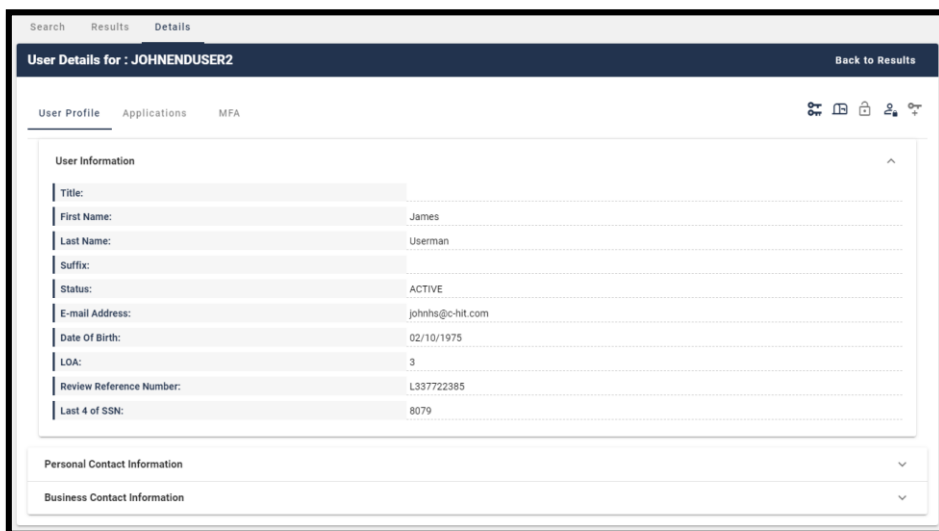 Search Results Details
User Details for : JOHNENDUSER2 Back to Results
User Profile Applications MFA
User Information
Title:
First Name: James
Last Name: Userman
Suffix:
Status: ACTIVE
E-mail Address: johnhs@c-hit.com
Date Of Birth: 02/10/1975
LOA: 3
Review Reference Number: L337722385
Last 4 of SSN: 8079
Personal Contact Information
Business Contact Information